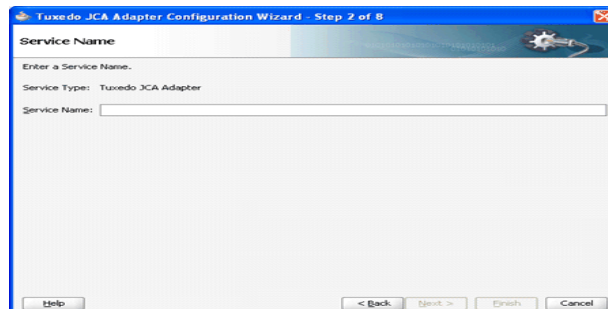 Tuxedo JCA Adapter Configuration Wizard - Step 2 of 8
Service Name
Enter a Service Name.
Service Type: Tuxedo JCA Adapter
Service Name:
Help
< Back
Next >
Finish
Cancel